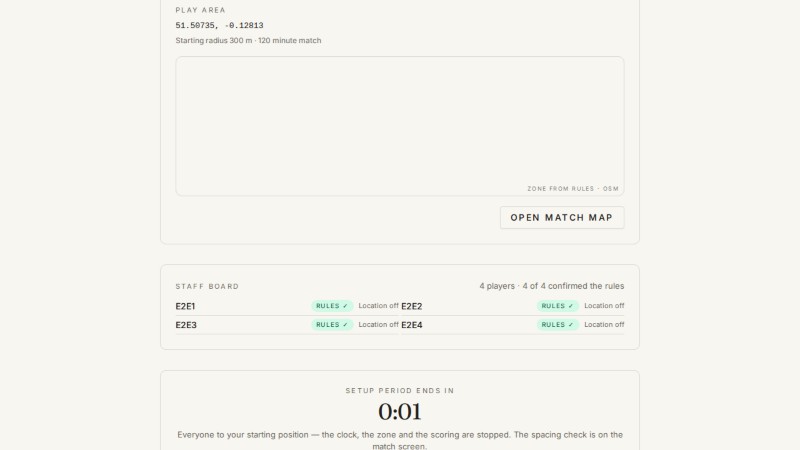 PLAY AREA
51.50735, -0.12813
Starting radius 300 m · 120 minute match
ZONE FROM RULES · OSM
OPEN MATCH MAP
STAFF BOARD 4 players · 4 of 4 confirmed the rules
E2E1 RULES ✓ Location off E2E2 RULES ✓ Location off
E2E3 RULES ✓ Location off E2E4 RULES ✓ Location off
SETUP PERIOD ENDS IN
0:01
Everyone to your starting position — the clock, the zone and the scoring are stopped. The spacing check is on the
match screen.